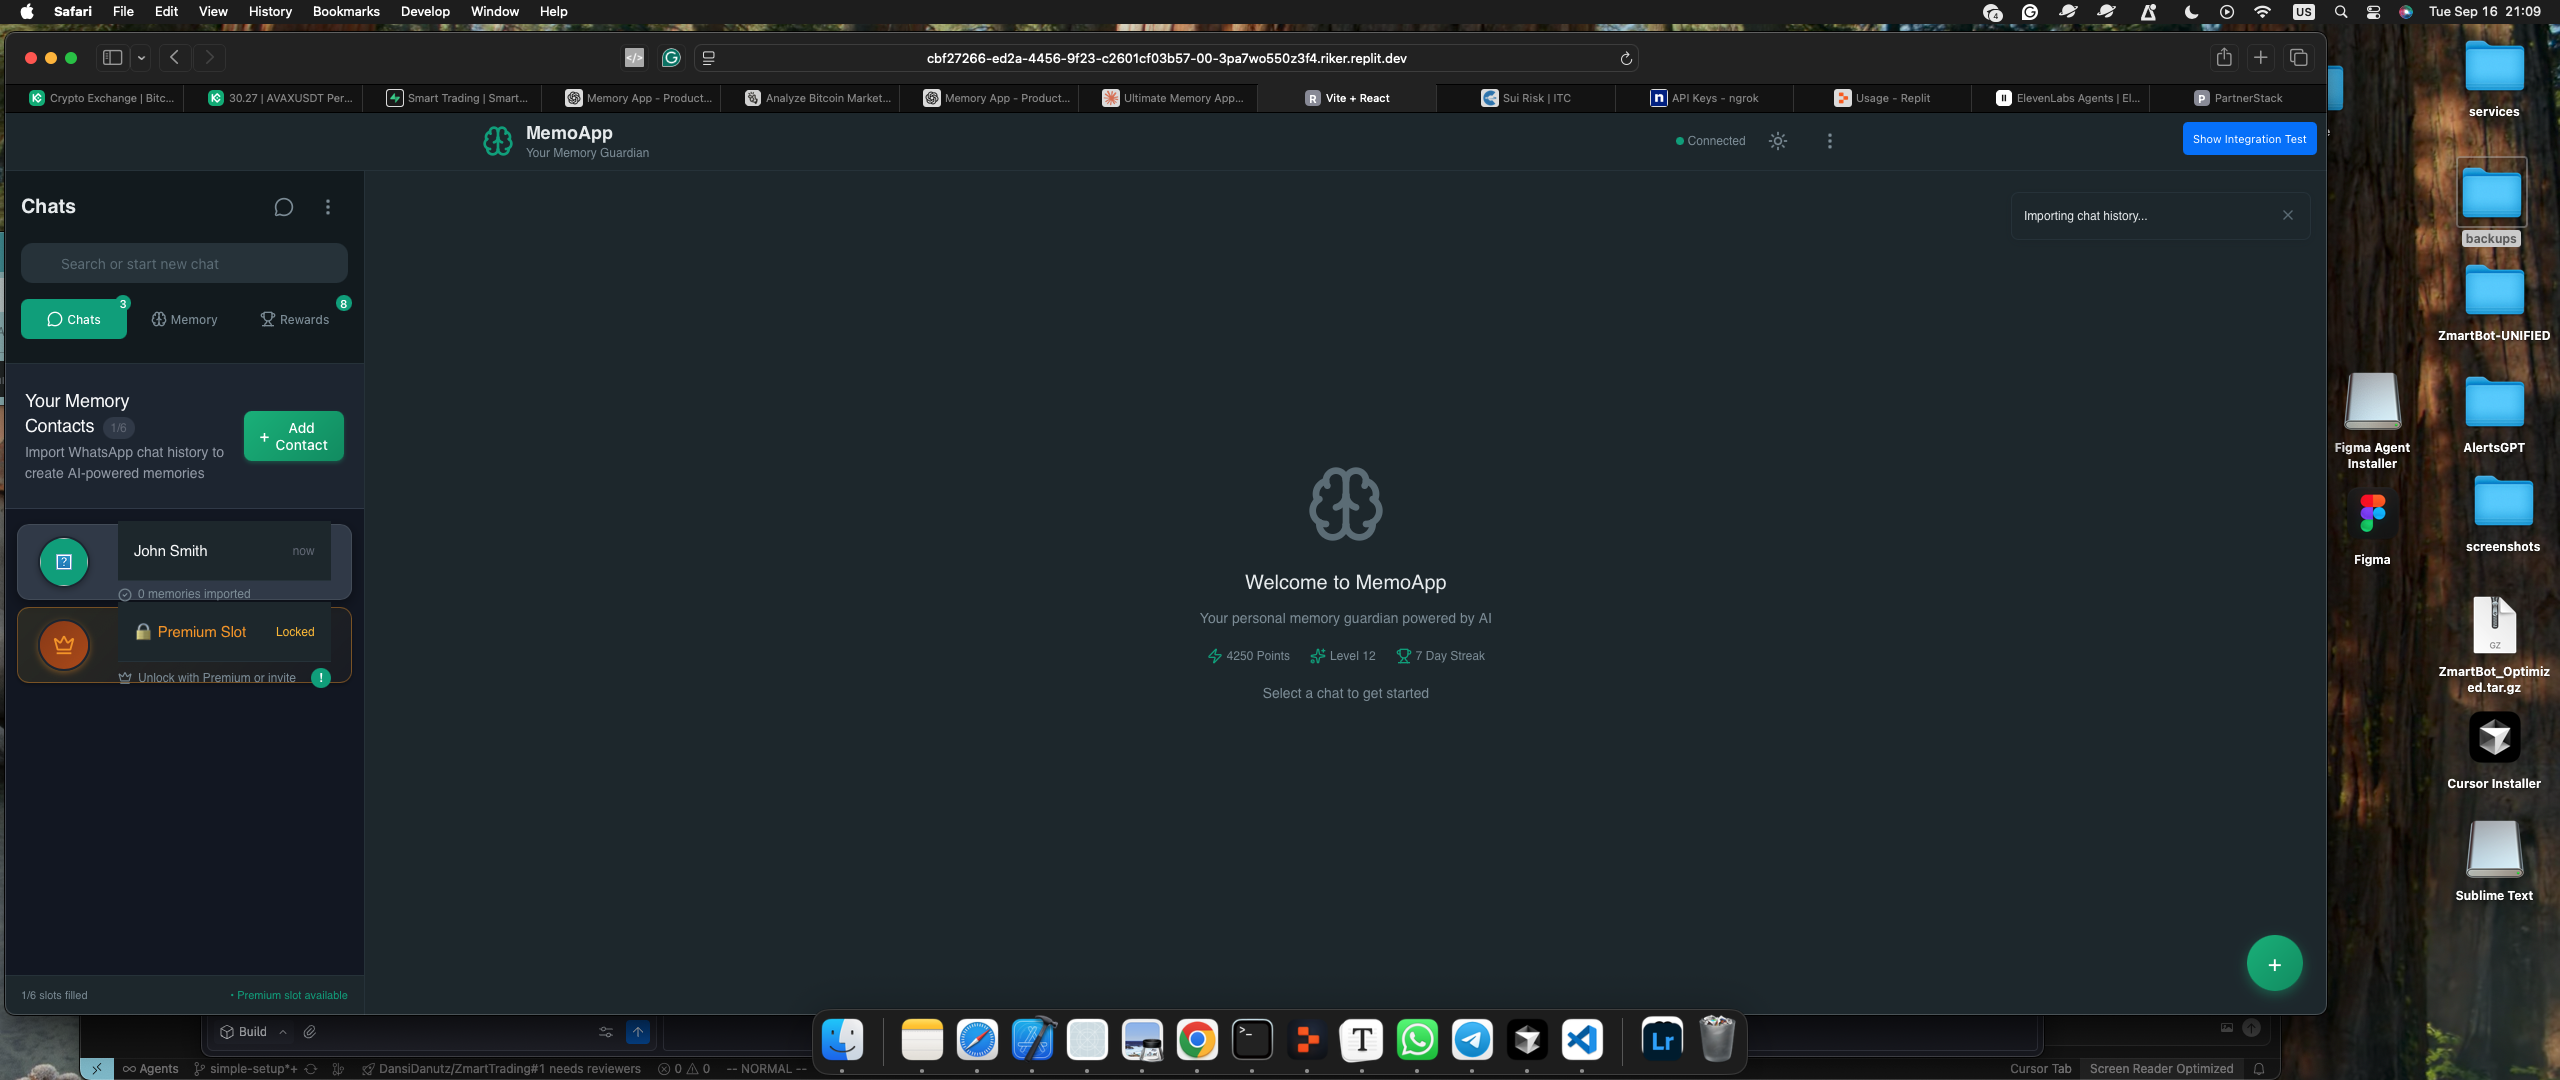 Safari File Edit View History Bookmarks Develop Window Help
4 US Tue Sep 16 21:09
cbf27266-ed2a-4456-9f23-c2601cf03b57-00-3pa7wo550z3f4.riker.replit.dev
Crypto Exchange | Bitc...
30.27 | AVAXUSDT Per...
Smart Trading | Smart...
Memory App - Product...
Analyze Bitcoin Market...
Memory App - Product...
Ultimate Memory App...
R Vite + React
Sui Risk | ITC
n API Keys - ngrok
Usage - Replit
ElevenLabs Agents | El...
P PartnerStack
MemoApp
Your Memory Guardian
Connected
Show Integration Test
Chats
Search or start new chat
Chats 3
Memory
Rewards 8
Importing chat history...
Your Memory
Contacts 1/6
Import WhatsApp chat history to
create AI-powered memories
+ Add
Contact
John Smith now
0 memories imported
Premium Slot Locked
Unlock with Premium or invite !
Welcome to MemoApp
Your personal memory guardian powered by AI
4250 Points Level 12 7 Day Streak
Select a chat to get started
+
1/6 slots filled
• Premium slot available
services
backups
ZmartBot-UNIFIED
Figma Agent
Installer
AlertsGPT
Figma
screenshots
GZ
ZmartBot_Optimiz
ed.tar.gz
Cursor Installer
Sublime Text
Build
T
Lr
Agents simple-setup*+ DansiDanutz/ZmartTrading#1 needs reviewers 0 0 -- NORMAL --
Cursor Tab Screen Reader Optimized